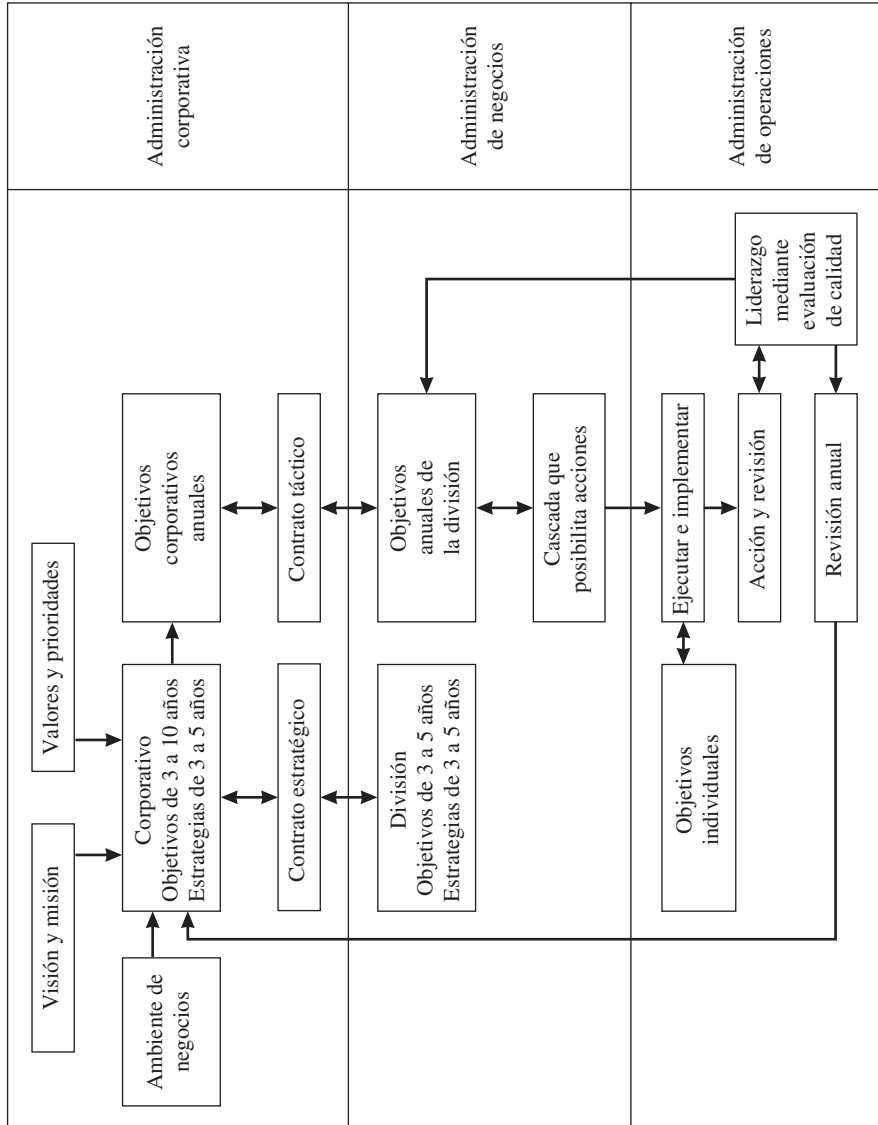 Visión y misión
Valores y prioridades
Ambiente de
negocios
Corporativo
Objetivos de 3 a 10 años
Estrategias de 3 a 5 años
Objetivos
corporativos
anuales
Contrato estratégico
Contrato táctico
Administración
corporativa
División
Objetivos de 3 a 5 años
Estrategias de 3 a 5 años
Objetivos
anuales de
la división
Cascada que
posibilita acciones
Administración
de negocios
Objetivos
individuales
Ejecutar e implementar
Acción y revisión
Liderazgo
mediante
evaluación
de calidad
Revisión anual
Administración
de operaciones